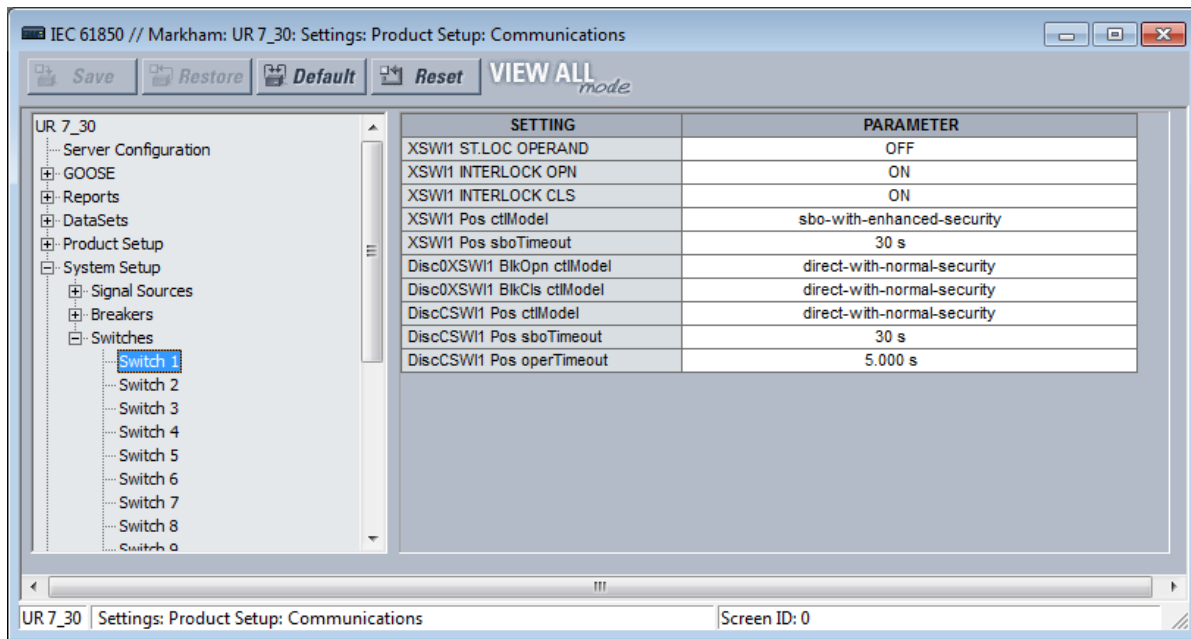 IEC 61850 // Markham: UR 7_30: Settings: Product Setup: Communications
Save Restore Default Reset VIEW ALL mode
UR 7_30
Server Configuration
GOOSE
Reports
DataSets
Product Setup
System Setup
Signal Sources
Breakers
Switches
Switch 1
Switch 2
Switch 3
Switch 4
Switch 5
Switch 6
Switch 7
Switch 8
Switch 9
SETTING PARAMETER
XSWI1 ST.LOC OPERAND OFF
XSWI1 INTERLOCK OPN ON
XSWI1 INTERLOCK CLS ON
XSWI1 Pos ctlModel sbo-with-enhanced-security
XSWI1 Pos sboTimeout 30 s
Disc0XSWI1 BlkOpn ctlModel direct-with-normal-security
Disc0XSWI1 BlkCls ctlModel direct-with-normal-security
DiscCSWI1 Pos ctlModel direct-with-normal-security
DiscCSWI1 Pos sboTimeout 30 s
DiscCSWI1 Pos operTimeout 5.000 s
UR 7_30 Settings: Product Setup: Communications Screen ID: 0